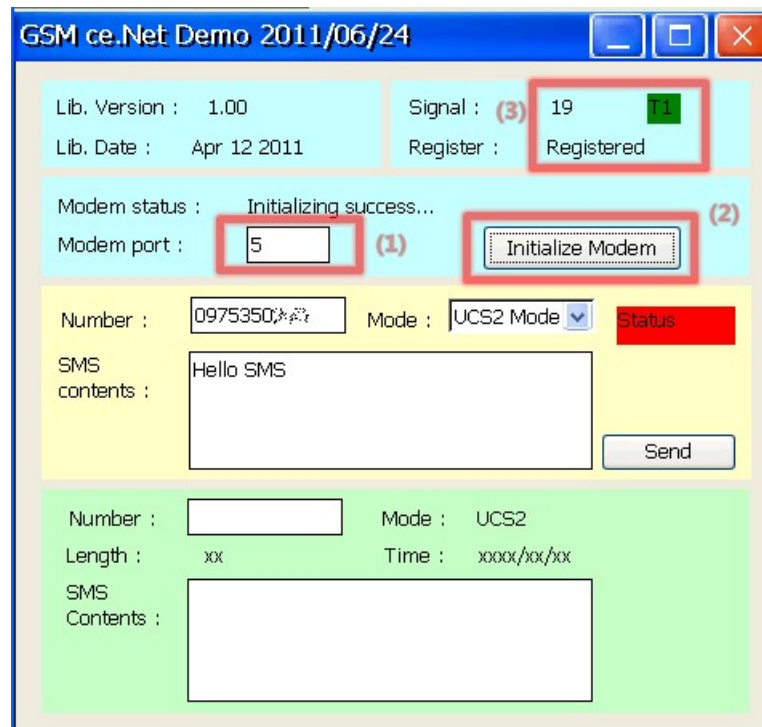 GSM ce.Net Demo 2011/06/24
Lib. Version : 1.00 Signal : (3) 19 T1
Lib. Date : Apr 12 2011 Register : Registered
Modem status : Initializing success...
(2)
Modem port : 5 (1) Initialize Modem
Number : 0975350 Mode : UCS2 Mode Status
SMS contents : Hello SMS
Send
Number : Mode : UCS2
Length : xx Time : xxxx/xx/xx
SMS
Contents :